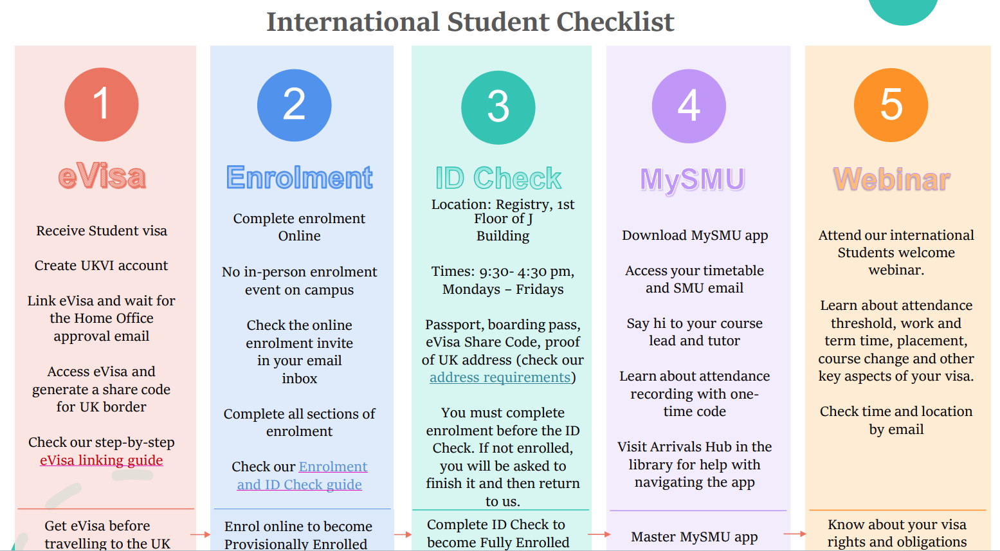 International Student Checklist
1
eVisa
Receive Student visa
Create UKVI account
Link eVisa and wait for
the Home Office
approval email
Access eVisa and
generate a share code
for UK border
Check our step-by-step
eVisa linking guide
Get eVisa before
travelling to the UK
2
Enrolment
Complete enrolment
Online
No in-person enrolment
event on campus
Check the online
enrolment invite
in your email
inbox
Complete all sections of
enrolment
Check our Enrolment
and ID Check guide
Enrol online to become
Provisionally Enrolled
3
ID Check
Location: Registry, 1st
Floor of J
Building
Times: 9:30- 4:30 pm,
Mondays – Fridays
Passport, boarding pass,
eVisa Share Code, proof
of UK address (check our
address requirements)
You must complete
enrolment before the ID
Check. If not enrolled,
you will be asked to
finish it and then return
to us.
Complete ID Check to
become Fully Enrolled
4
MySMU
Download MySMU app
Access your timetable
and SMU email
Say hi to your course
lead and tutor
Learn about attendance
recording with one-
time code
Visit Arrivals Hub in the
library for help with
navigating the app
Master MySMU app
5
Webinar
Attend our international
Students welcome
webinar.
Learn about attendance
threshold, work and
term time, placement,
course change and other
key aspects of your visa.
Check time and location
by email
Know about your visa
rights and obligations